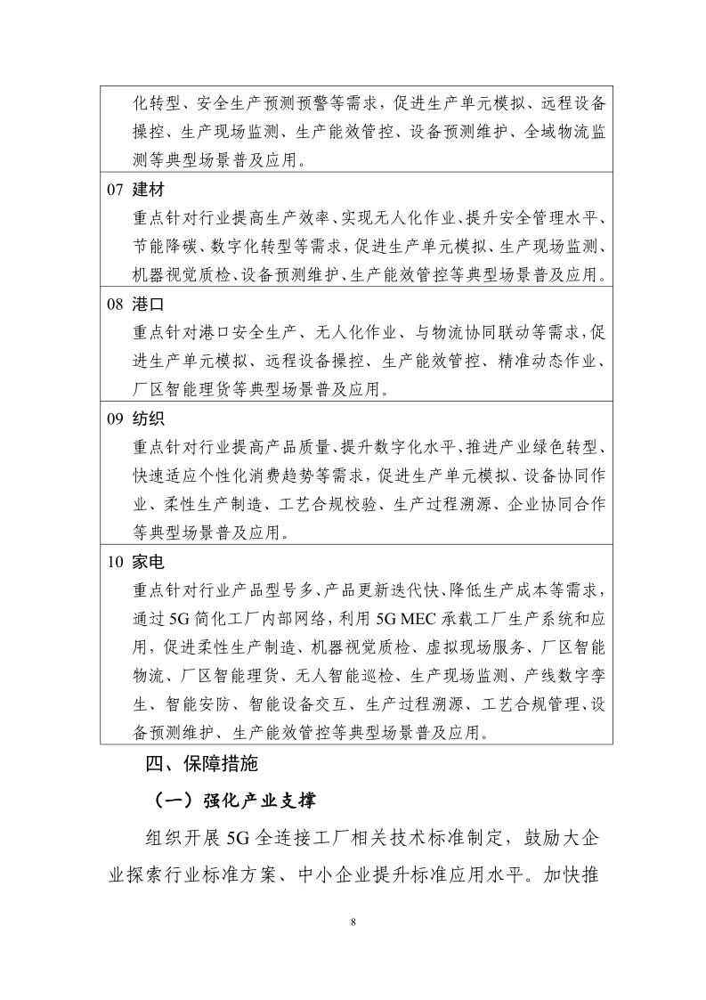 化转型、安全生产预测预警等需求，促进生产单元模拟、远程设备
操控、生产现场监测、生产能效管控、设备预测维护、全域物流监
测等典型场景普及应用。
07 建材
重点针对行业提高生产效率、实现无人化作业、提升安全管理水平、
节能降碳、数字化转型等需求，促进生产单元模拟、生产现场监测、
机器视觉质检、设备预测维护、生产能效管控等典型场景普及应用。
08 港口
重点针对港口安全生产、无人化作业、与物流协同联动等需求，促
进生产单元模拟、远程设备操控、生产能效管控、精准动态作业、
厂区智能理货等典型场景普及应用。
09 纺织
重点针对行业提高产品质量、提升数字化水平、推进产业绿色转型、
快速适应个性化消费趋势等需求，促进生产单元模拟、设备协同作
业、柔性生产制造、工艺合规校验、生产过程溯源、企业协同合作
等典型场景普及应用。
10 家电
重点针对行业产品型号多、产品更新迭代快、降低生产成本等需求，
通过 5G 简化工厂内部网络，利用 5G MEC 承载工厂生产系统和应
用，促进柔性生产制造、机器视觉质检、虚拟现场服务、厂区智能
物流、厂区智能理货、无人智能巡检、生产现场监测、产线数字孪
生、智能安防、智能设备交互、生产过程溯源、工艺合规管理、设
备预测维护、生产能效管控等典型场景普及应用。
四、保障措施
（一）强化产业支撑
组织开展 5G 全连接工厂相关技术标准制定，鼓励大企
业探索行业标准方案、中小企业提升标准应用水平。加快推
8